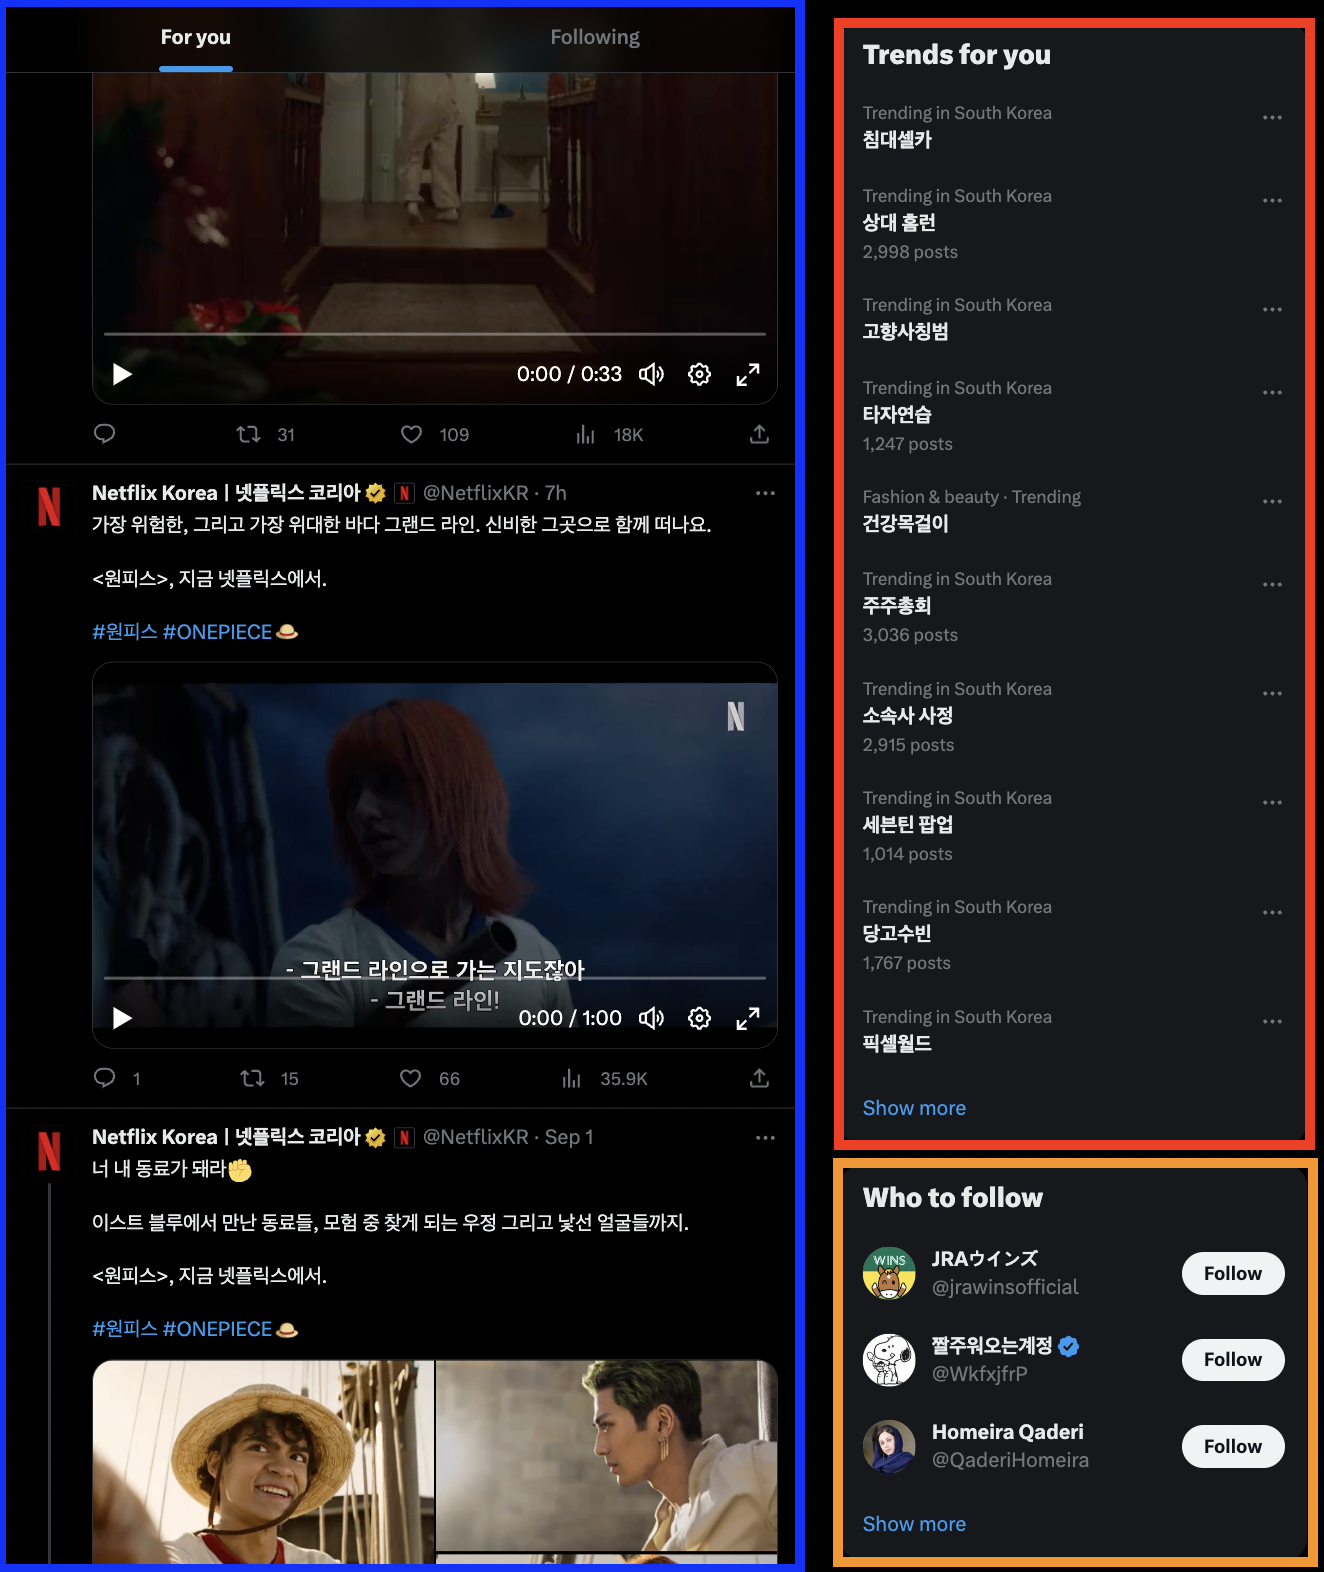 For you
Following
0:00 / 0:33
31
109
18K
Netflix Korea | 넷플릭스 코리아 N @NetflixKR · 7h
가장 위험한, 그리고 가장 위대한 바다 그랜드 라인. 신비한 그곳으로 함께 떠나요.
<원피스>, 지금 넷플릭스에서.
#원피스 #ONEPIECE
N
- 그랜드 라인으로 가는 지도잖아
- 그랜드 라인!
0:00 / 1:00
1
15
66
35.9K
Netflix Korea | 넷플릭스 코리아 N @NetflixKR · Sep 1
너 내 동료가 돼라✊
이스트 블루에서 만난 동료들, 모험 중 찾게 되는 우정 그리고 낯선 얼굴들까지.
<원피스>, 지금 넷플릭스에서.
#원피스 #ONEPIECE
Trends for you
Trending in South Korea
침대셀카
Trending in South Korea
상대 홈런
2,998 posts
Trending in South Korea
고향사칭범
Trending in South Korea
타자연습
1,247 posts
Fashion & beauty · Trending
건강목걸이
Trending in South Korea
주주총회
3,036 posts
Trending in South Korea
소속사 사정
2,915 posts
Trending in South Korea
세븐틴 팝업
1,014 posts
Trending in South Korea
당고수빈
1,767 posts
Trending in South Korea
픽셀월드
Show more
Who to follow
WINS
JRAウインズ
@jrawinsofficial
Follow
짤주워오는계정
@WkfxjfrP
Follow
Homeira Qaderi
@QaderiHomeira
Follow
Show more